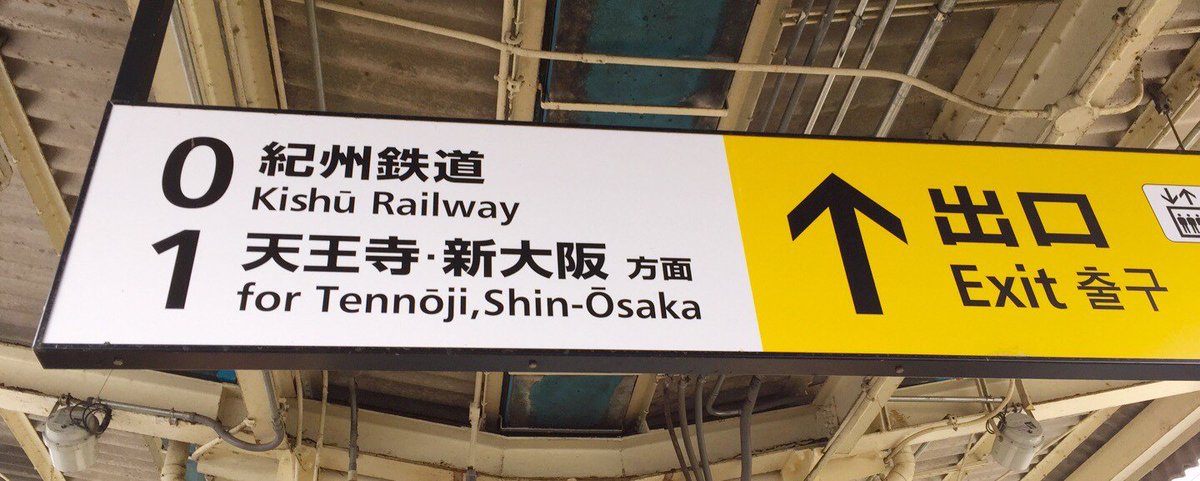 0 紀州鉄道
Kishū Railway
1 天王寺・新大阪 方面
for Tennōji,Shin-Ōsaka
出口
Exit 출구